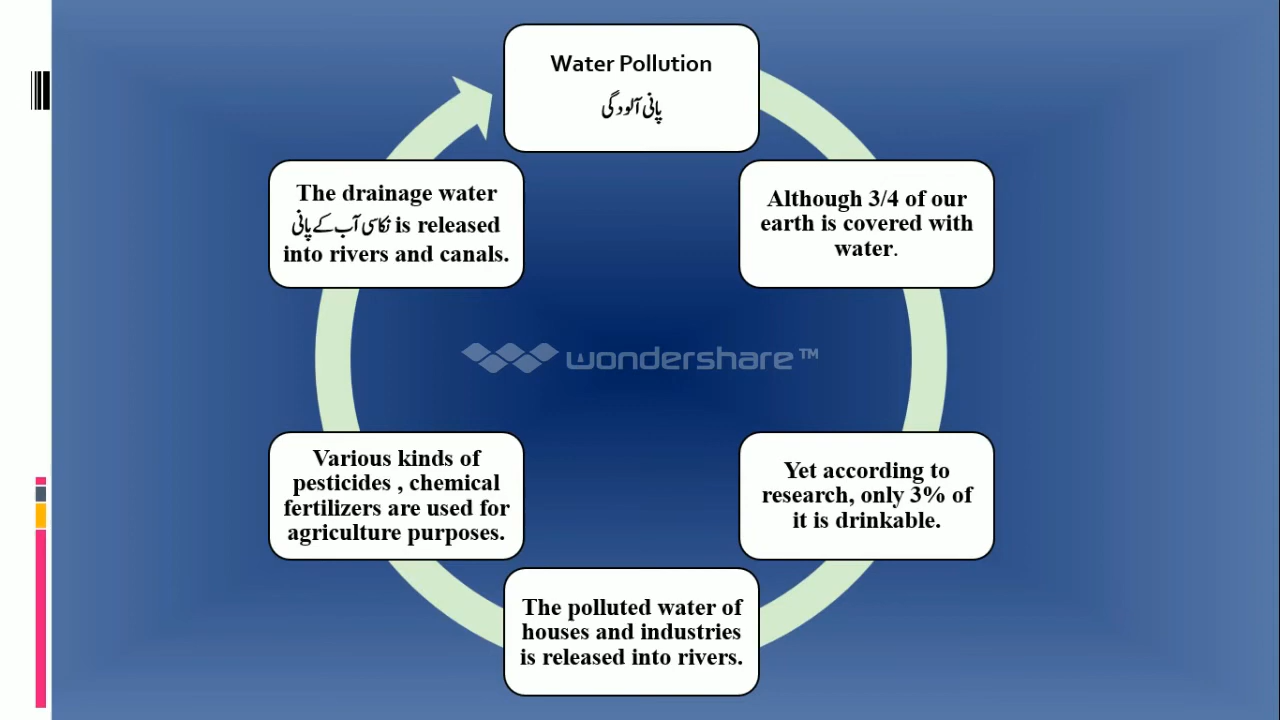 Water Pollution
پانی آلودگی
Although 3/4 of our
earth is covered with
water.
Yet according to
research, only 3% of
it is drinkable.
The polluted water of
houses and industries
is released into rivers.
Various kinds of
pesticides , chemical
fertilizers are used for
agriculture purposes.
The drainage water
نکاسی آب کے پانی is released
into rivers and canals.
wondershare™